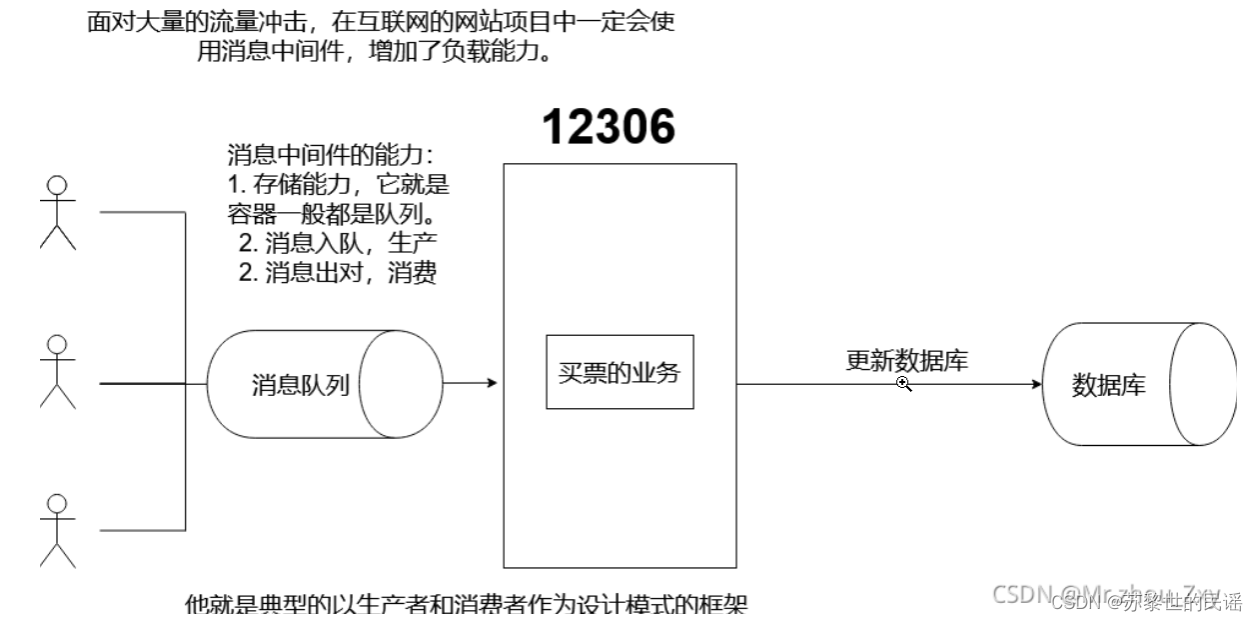 面对大量的流量冲击，在互联网的网站项目中一定会使
用消息中间件，增加了负载能力。
12306
消息中间件的能力：
1. 存储能力，它就是
容器一般都是队列。
2. 消息入队，生产
2. 消息出对，消费
消息队列
买票的业务
更新数据库
数据库
他就是典型的以生产者和消费者作为设计模式的框架
CSDN @Mr.zhou_Zxy
CSDN @苏黎世的民谣